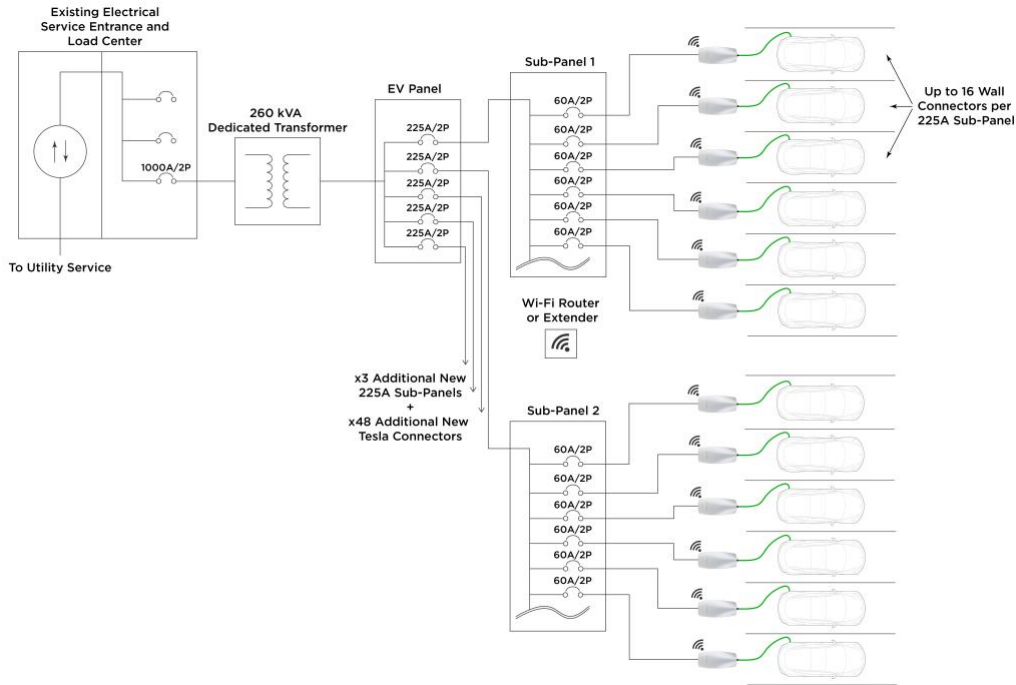 Existing Electrical
Service Entrance and
Load Center
1000A/2P
To Utility Service
260 kVA
Dedicated Transformer
EV Panel
225A/2P
225A/2P
225A/2P
225A/2P
225A/2P
x3 Additional New
225A Sub-Panels
+
x48 Additional New
Tesla Connectors
Sub-Panel 1
60A/2P
60A/2P
60A/2P
60A/2P
60A/2P
60A/2P
Wi-Fi Router
or Extender
Sub-Panel 2
60A/2P
60A/2P
60A/2P
60A/2P
60A/2P
60A/2P
Up to 16 Wall
Connectors per
225A Sub-Panel